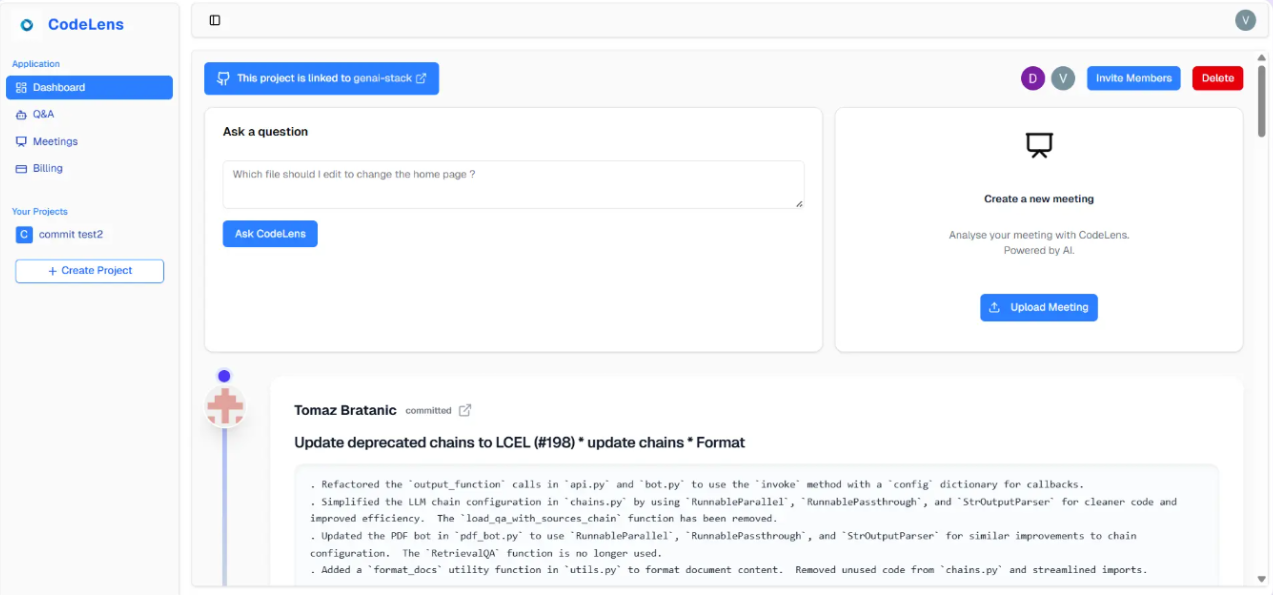 CodeLens
Application
Dashboard
Q&A
Meetings
Billing
Your Projects
C commit test2
+ Create Project
V
This project is linked to genai-stack
D V Invite Members Delete
Ask a question
Which file should I edit to change the home page ?
Ask CodeLens
Create a new meeting
Analyse your meeting with CodeLens.
Powered by AI.
Upload Meeting
Tomaz Bratanic committed
Update deprecated chains to LCEL (#198) * update chains * Format
. Refactored the `output_function` calls in `api.py` and `bot.py` to use the `invoke` method with a `config` dictionary for callbacks.
. Simplified the LLM chain configuration in `chains.py` by using `RunnableParallel`, `RunnablePassthrough`, and `StrOutputParser` for cleaner code and
improved efficiency.  The `load_qa_with_sources_chain` function has been removed.
. Updated the PDF bot in `pdf_bot.py` to use `RunnableParallel`, `RunnablePassthrough`, and `StrOutputParser` for similar improvements to chain
configuration.  The `RetrievalQA` function is no longer used.
. Added a `format_docs` utility function in `utils.py` to format document content.  Removed unused code from `chains.py` and streamlined imports.